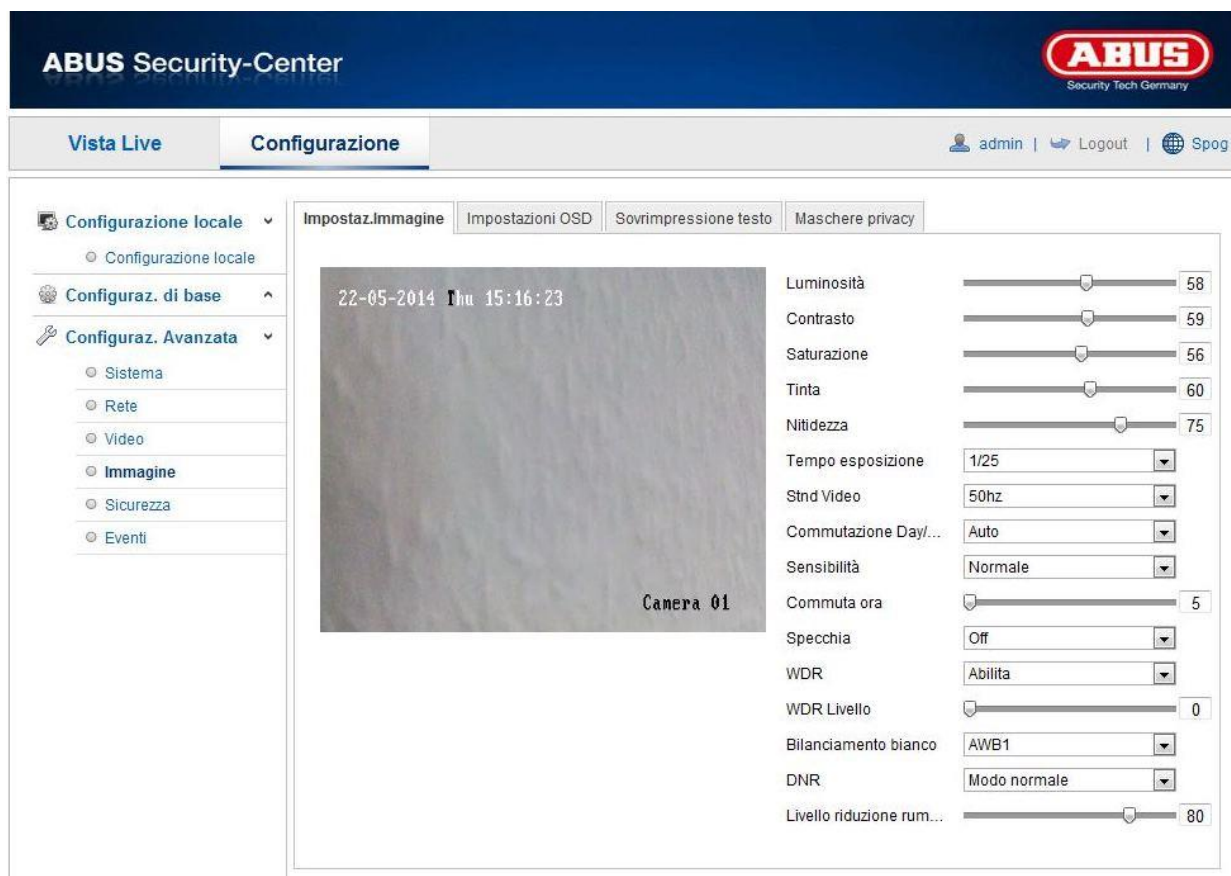 ABUS Security-Center
ABUS
Security Tech Germany
Vista Live
Configurazione
admin | Logout | Spog
Configurazione locale
Configurazione locale
Configuraz. di base
Configuraz. Avanzata
Sistema
Rete
Video
Immagine
Sicurezza
Eventi
Impostaz.Immagine
Impostazioni OSD
Sovrimpressione testo
Maschere privacy
22-05-2014 Thu 15:16:23
Camera 01
Luminosità 58
Contrasto 59
Saturazione 56
Tinta 60
Nitidezza 75
Tempo esposizione 1/25
Stnd Video 50hz
Commutazione Day/... Auto
Sensibilità Normale
Commuta ora 5
Specchia Off
WDR Abilita
WDR Livello 0
Bilanciamento bianco AWB1
DNR Modo normale
Livello riduzione rum... 80